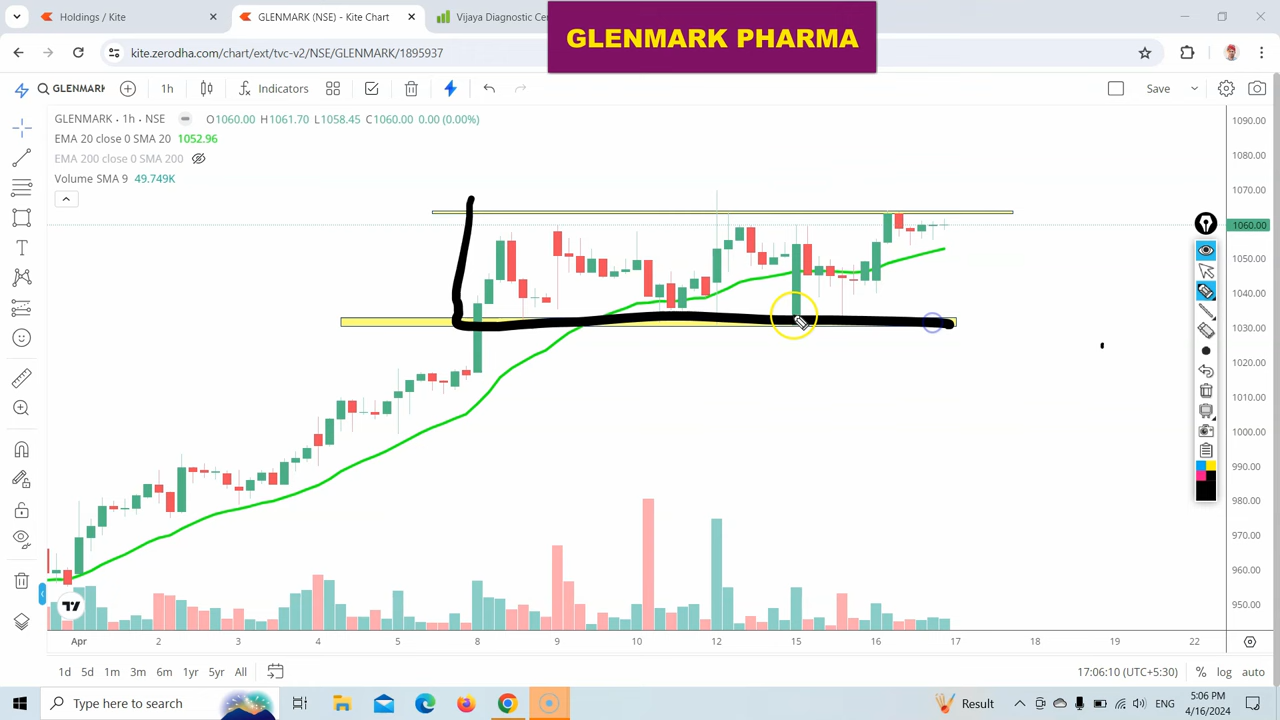 Holdings / Kite
GLENMARK (NSE) - Kite Chart
Vijaya Diagnostic Cen
GLENMARK PHARMA
kite.zerodha.com/chart/ext/tvc-v2/NSE/GLENMARK/1895937
GLENMARK
1h
Indicators
Save
GLENMARK · 1h · NSE
O1060.00 H1061.70 L1058.45 C1060.00 0.00 (0.00%)
EMA 20 close 0 SMA 20 1052.96
EMA 200 close 0 SMA 200
Volume SMA 9 49.749K
1090.00
1080.00
1070.00
1060.00
1050.00
1040.00
1030.00
1020.00
1010.00
1000.00
990.00
980.00
970.00
960.00
950.00
Apr 2 3 4 5 8 9 10 12 15 16 17 18 19 22
1d 5d 1m 3m 6m 1yr 5yr All
17:06:10 (UTC+5:30) % log auto
Type here to search
Result
ENG
5:06 PM
4/16/2024